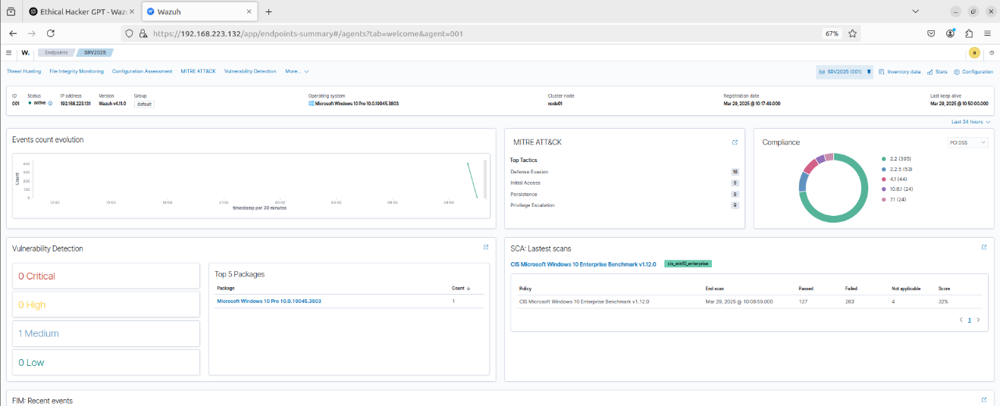 Ethical Hacker GPT - Wazu
Wazuh
https://192.168.223.132/app/endpoints-summary#/agents?tab=welcome&agent=001
67%
W. Endpoints SRV2025 a
Threat Hunting File Integrity Monitoring Configuration Assessment MITRE ATT&CK Vulnerability Detection More... SRV2025 (001) Inventory data Stats Configuration
ID Status IP address Version Group Operating system Cluster node Registration date Last keep alive
001 active 192.168.223.131 Wazuh v4.11.0 default Microsoft Windows 10 Pro 10.0.19045.3803 node01 Mar 29, 2025 @ 10:17:49.000 Mar 29, 2025 @ 10:50:00.000
Last 24 hours
Events count evolution
Count
400
300
200
100
0
12:00 15:00 18:00 21:00 00:00 03:00 06:00 09:00
timestamp per 30 minutes
MITRE ATT&CK
Top Tactics
Defense Evasion 10
Initial Access 9
Persistence 9
Privilege Escalation 9
Compliance PCI DSS
2.2 (395)
2.2.5 (53)
4.1 (44)
10.6.1 (24)
7.1 (24)
Vulnerability Detection
0 Critical
0 High
1 Medium
0 Low
Top 5 Packages
Package Count
Microsoft Windows 10 Pro 10.0.19045.3803 1
SCA: Lastest scans
CIS Microsoft Windows 10 Enterprise Benchmark v1.12.0 cis_win10_enterprise
Policy End scan Passed Failed Not applicable Score
CIS Microsoft Windows 10 Enterprise Benchmark v1.12.0 Mar 29, 2025 @ 10:08:59.000 127 263 4 32%
1
FIM: Recent events